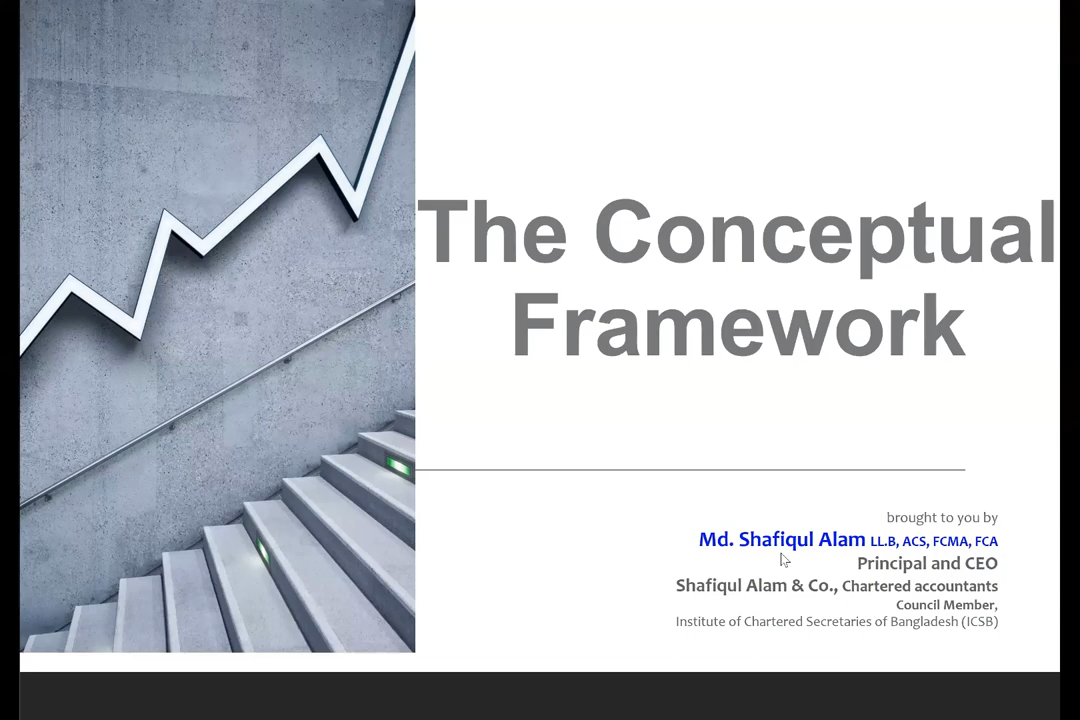 The Conceptual
Framework
brought to you by
Md. Shafiqul Alam LL.B, ACS, FCMA, FCA
Principal and CEO
Shafiqul Alam & Co., Chartered accountants
Council Member,
Institute of Chartered Secretaries of Bangladesh (ICSB)